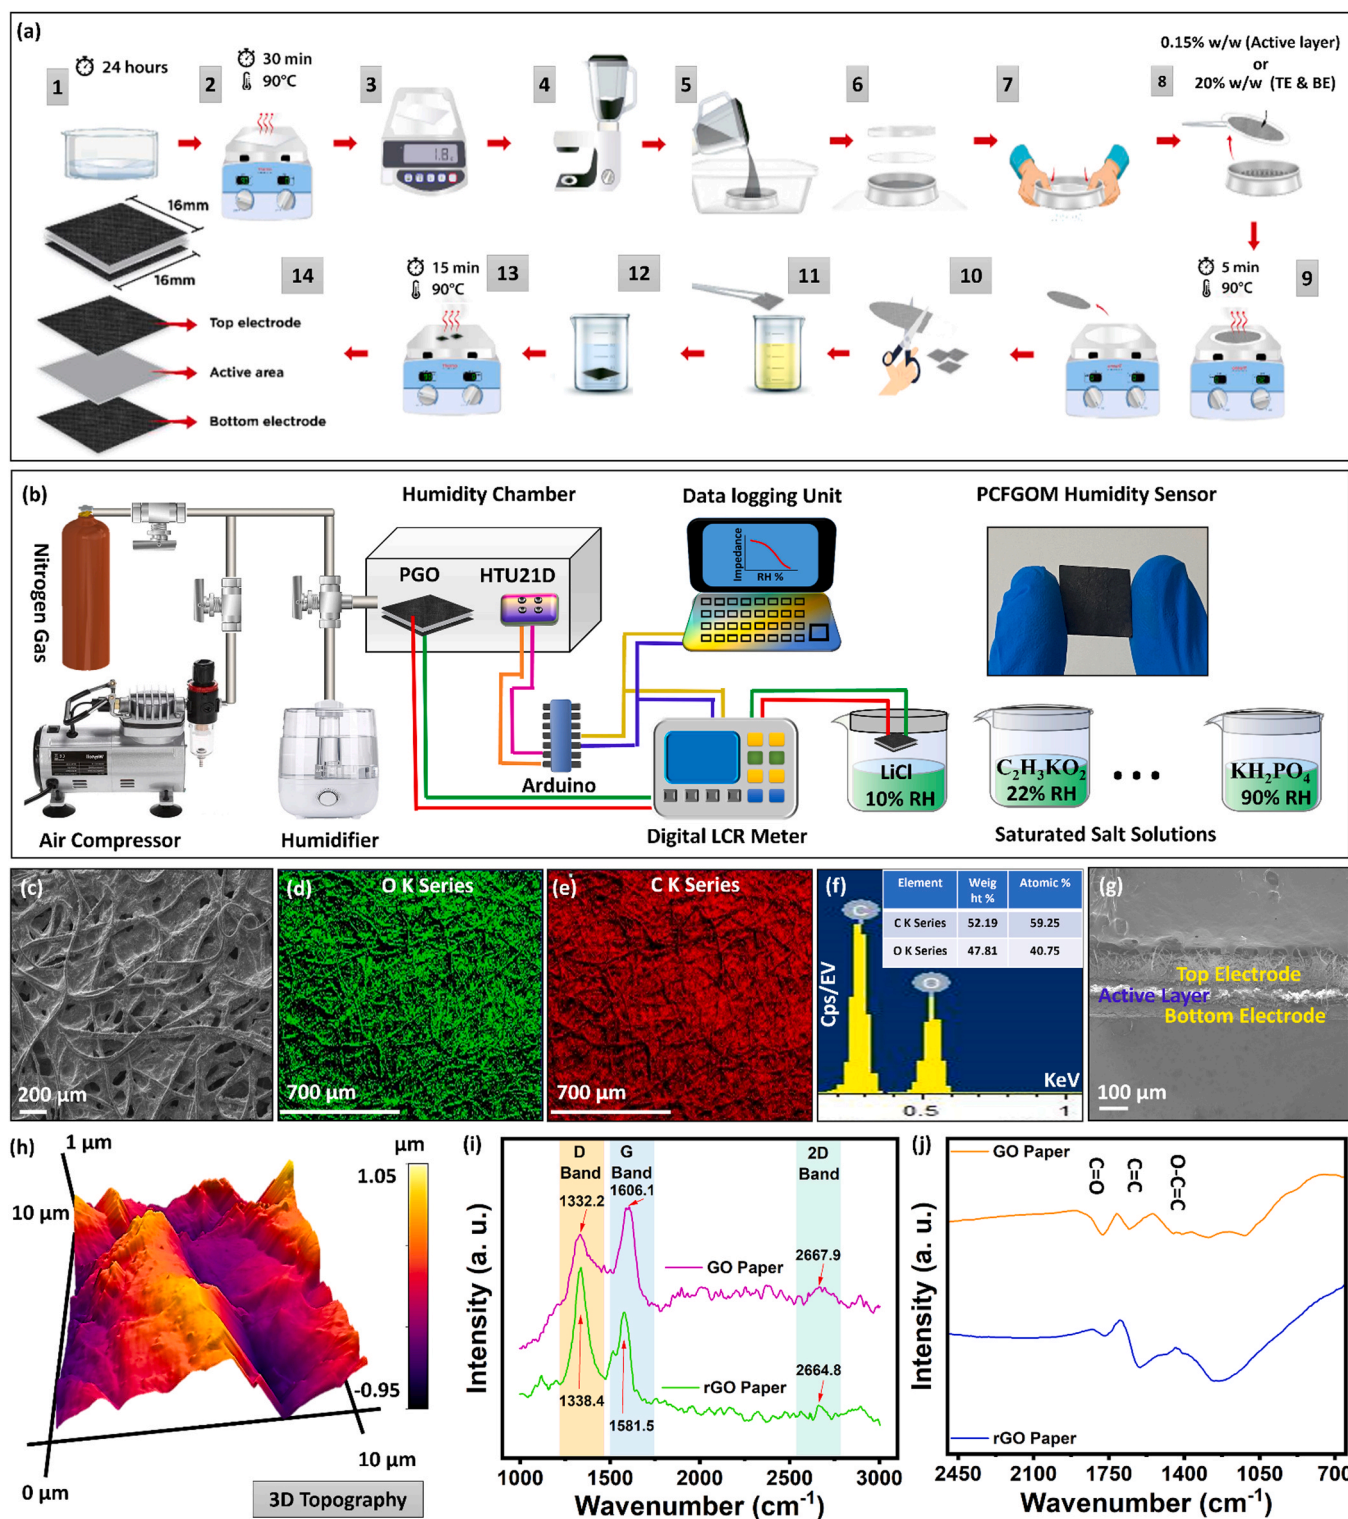 (a)
1
24 hours
2
30 min
90°C
3
1.8
4
5
6
7
8
0.15% w/w (Active layer)
or
20% w/w (TE & BE)
9
5 min
90°C
10
11
12
13
15 min
90°C
14
16mm
16mm
Top electrode
Active area
Bottom electrode
(b)
Nitrogen Gas
Air Compressor
Humidifier
Humidity Chamber
PGO
HTU21D
Arduino
Data logging Unit
Impedance
RH %
Digital LCR Meter
PCFGOM Humidity Sensor
LiCl
10% RH
C₂H₃KO₂
22% RH
KH₂PO₄
90% RH
Saturated Salt Solutions
(c)
200 µm
(d)
O K Series
700 µm
(e)
C K Series
700 µm
(f)
Element Weig Atomic %
ht %
C K Series 52.19 59.25
O K Series 47.81 40.75
C
O
Cps/EV
KeV
0.5 1
(g)
Top Electrode
Active Layer
Bottom Electrode
100 µm
(h)
1 µm
10 µm
µm
1.05
-0.95
10 µm
0 µm
3D Topography
(i)
D
Band
G
Band
2D
Band
1332.2
1606.1
2667.9
GO Paper
2664.8
rGO Paper
1338.4
1581.5
Intensity (a. u.)
1000 1500 2000 2500 3000
Wavenumber (cm⁻¹)
(j)
GO Paper
C=O
C=C
O-C=C
rGO Paper
Intensity (a. u.)
2450 2100 1750 1400 1050 700
Wavenumber (cm⁻¹)